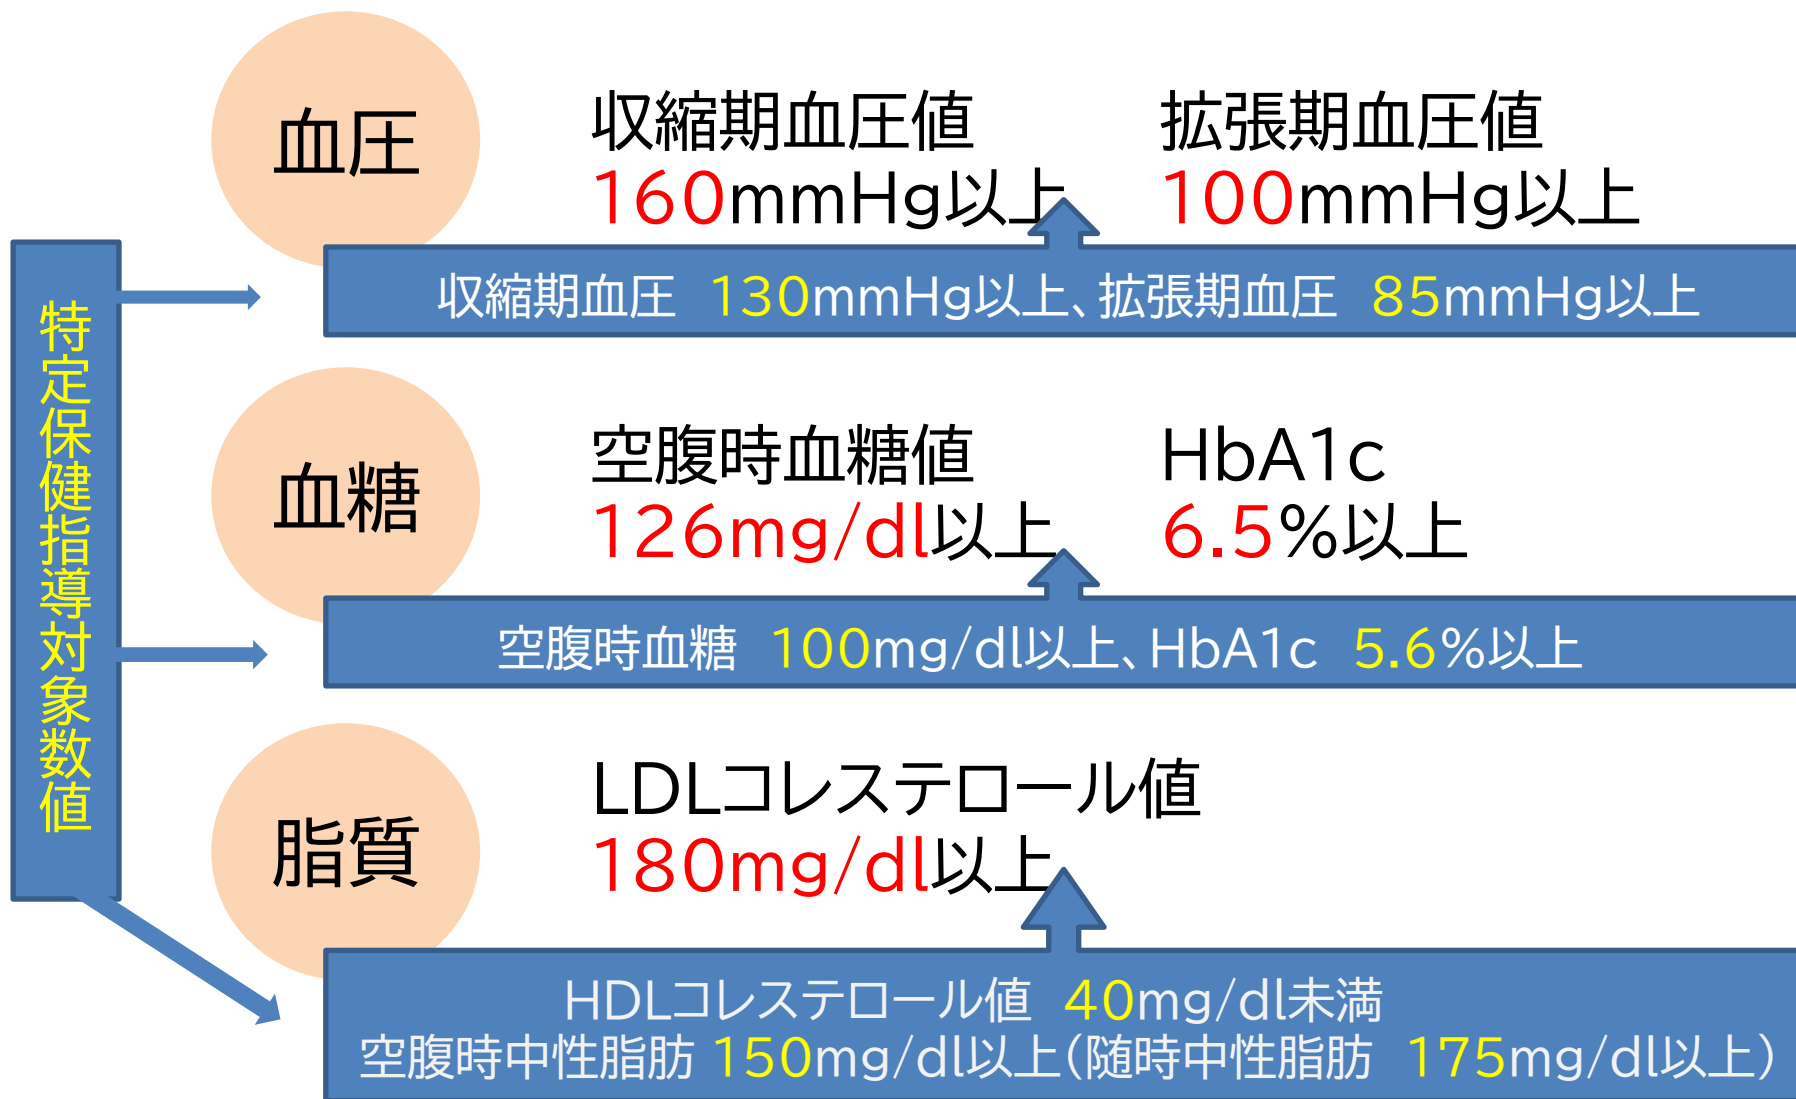 血圧
収縮期血圧値 拡張期血圧値
160mmHg以上 100mmHg以上
収縮期血圧 130mmHg以上、拡張期血圧 85mmHg以上
特定保健指導対象数値
血糖
空腹時血糖値 HbA1c
126mg/dl以上 6.5%以上
空腹時血糖 100mg/dl以上、HbA1c 5.6%以上
脂質
LDLコレステロール値
180mg/dl以上
HDLコレステロール値 40mg/dl未満
空腹時中性脂肪 150mg/dl以上(随時中性脂肪 175mg/dl以上)